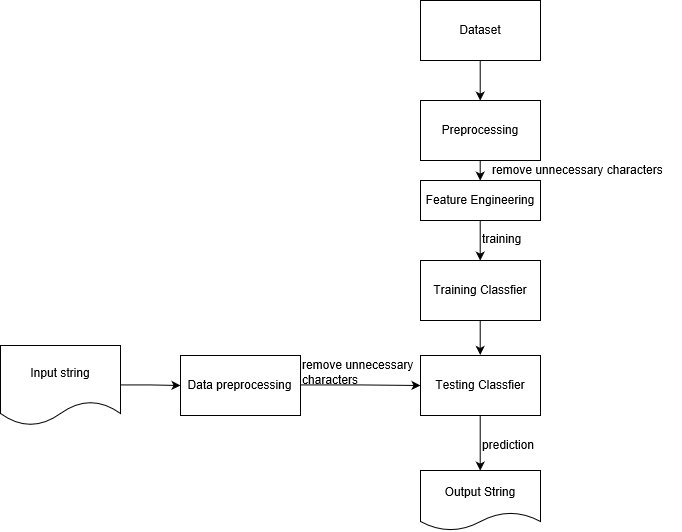 Dataset
Preprocessing
remove unnecessary characters
Feature Engineering
training
Training Classfier
Input string
Data preprocessing
remove unnecessary
characters
Testing Classfier
prediction
Output String